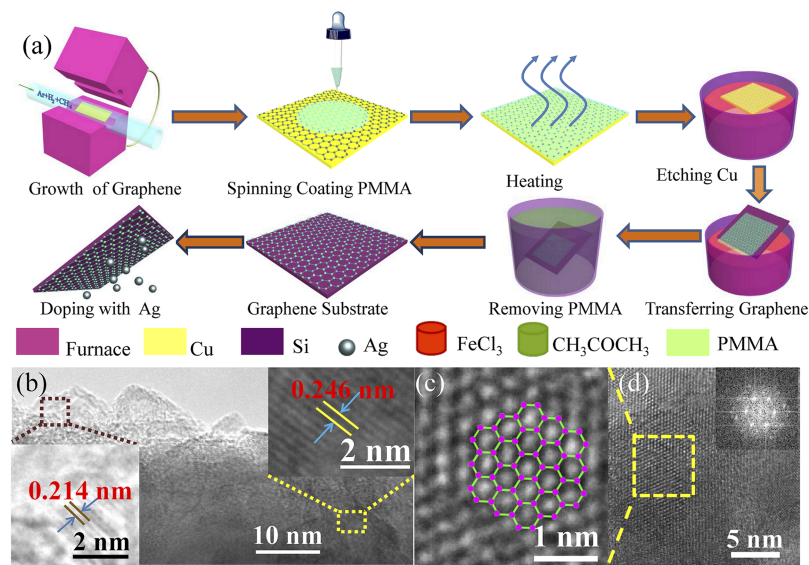 (a)
Ar+H2+CH4
Growth of Graphene
Spinning Coating PMMA
Heating
Etching Cu
Doping with Ag
Graphene Substrate
Removing PMMA
Transferring Graphene
Furnace
Cu
Si
Ag
FeCl3
CH3COCH3
PMMA
(b)
0.246 nm
2 nm
0.214 nm
2 nm
10 nm
(c)
1 nm
(d)
5 nm